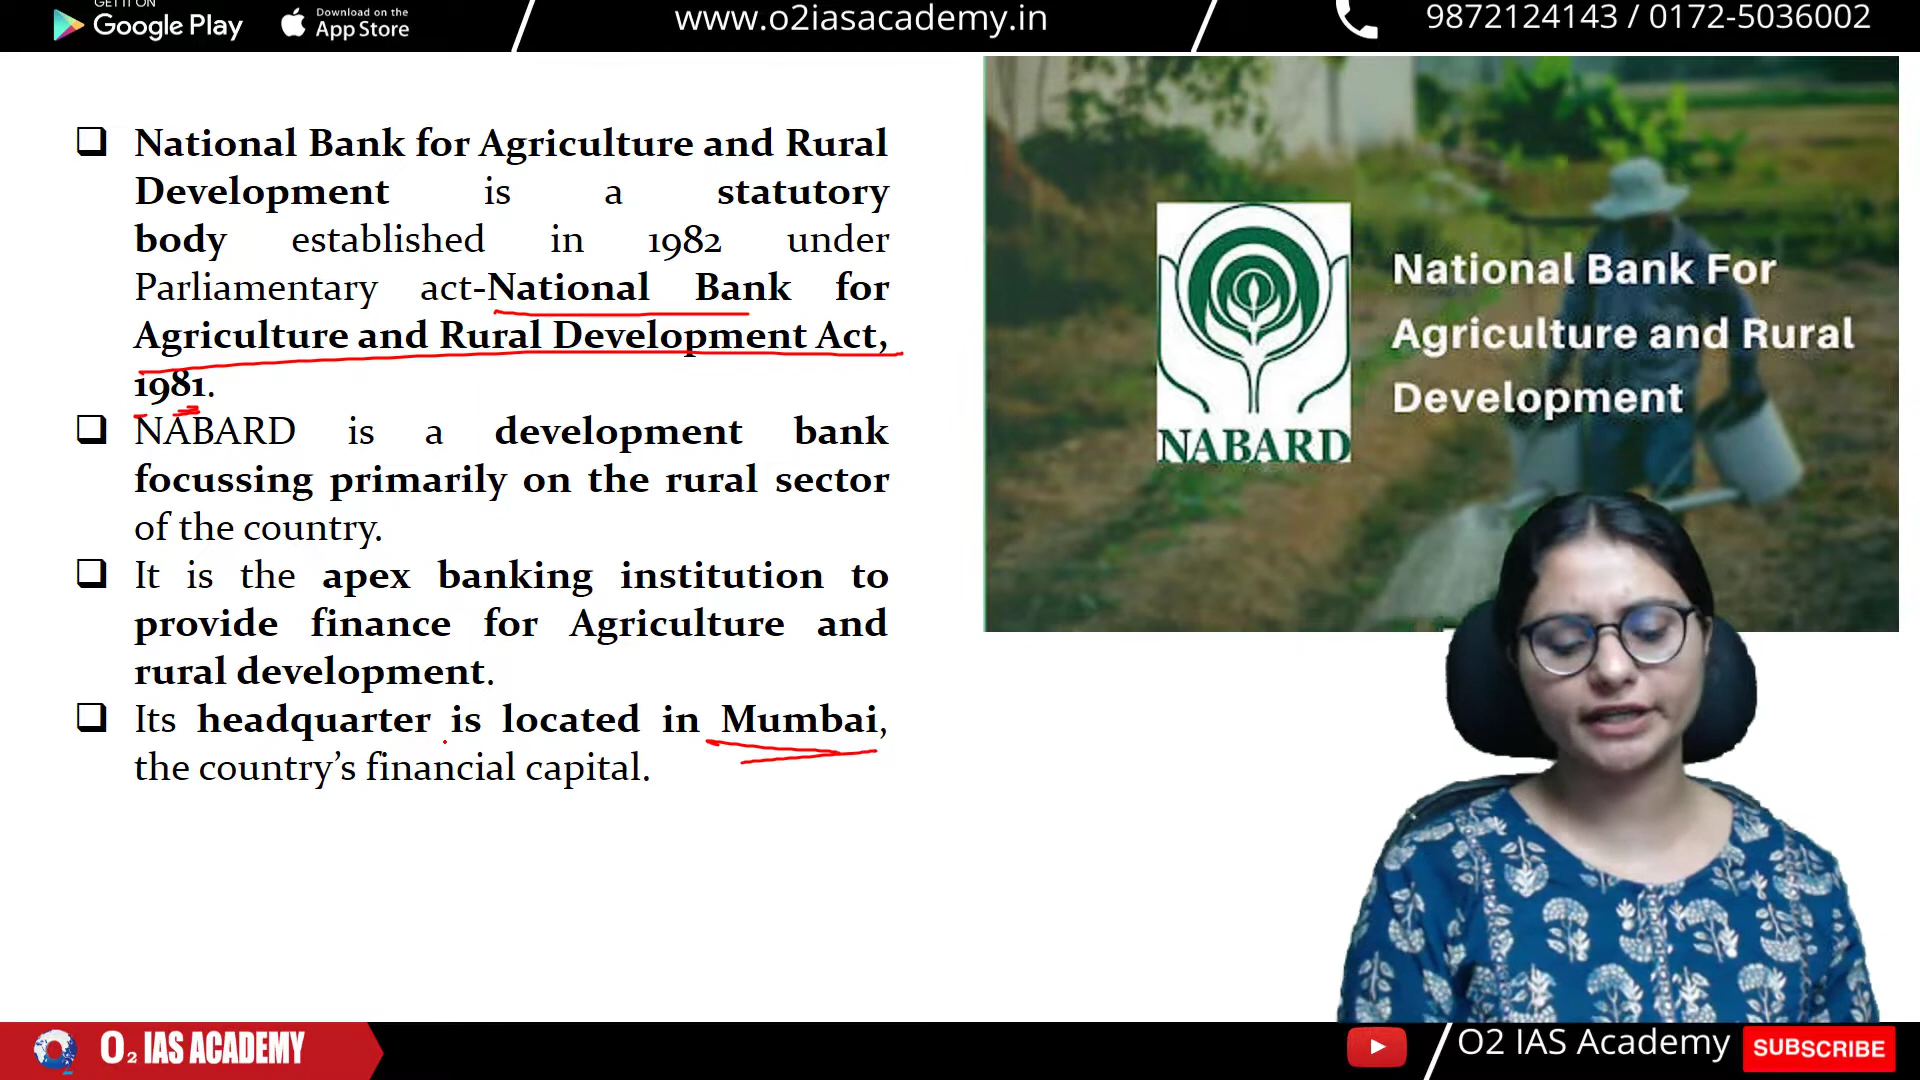 GET IT ON
Google Play
Download on the
App Store
www.o2iasacademy.in
9872124143 / 0172-5036002
National Bank for Agriculture and Rural
Development is a statutory
body established in 1982 under
Parliamentary act-National Bank for
Agriculture and Rural Development Act,
1981.
NABARD is a development bank
focussing primarily on the rural sector
of the country.
It is the apex banking institution to
provide finance for Agriculture and
rural development.
Its headquarter is located in Mumbai,
the country's financial capital.
NABARD
National Bank For
Agriculture and Rural
Development
O2 IAS ACADEMY
O2 IAS Academy
SUBSCRIBE